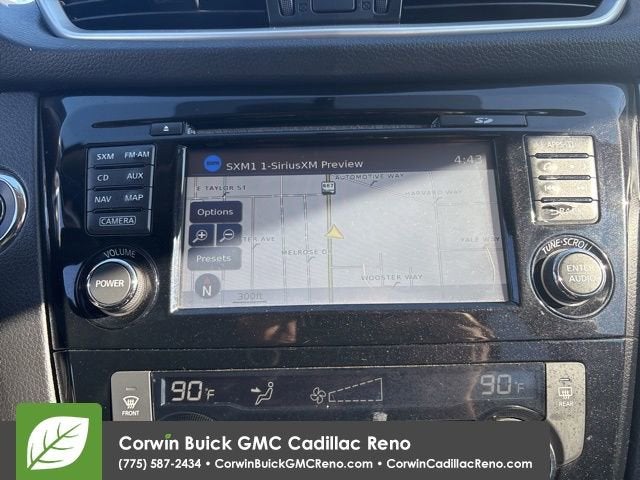 SD
SXM FM·AM
CD AUX
NAV MAP
CAMERA
VOLUME
POWER
SXM1 1-SiriusXM Preview 4:43
AUTOMOTIVE WAY
E TAYLOR ST
667
HARVARD WAY
Options
YALE WAY
MELROSE D
Presets
WOOSTER WAY
N
300ft
TUNE·SCROLL
ENTER
AUDIO
90°F
90°F
FRONT
REAR
Corwin Buick GMC Cadillac Reno
(775) 587-2434 • CorwinBuickGMCReno.com • CorwinCadillacReno.com